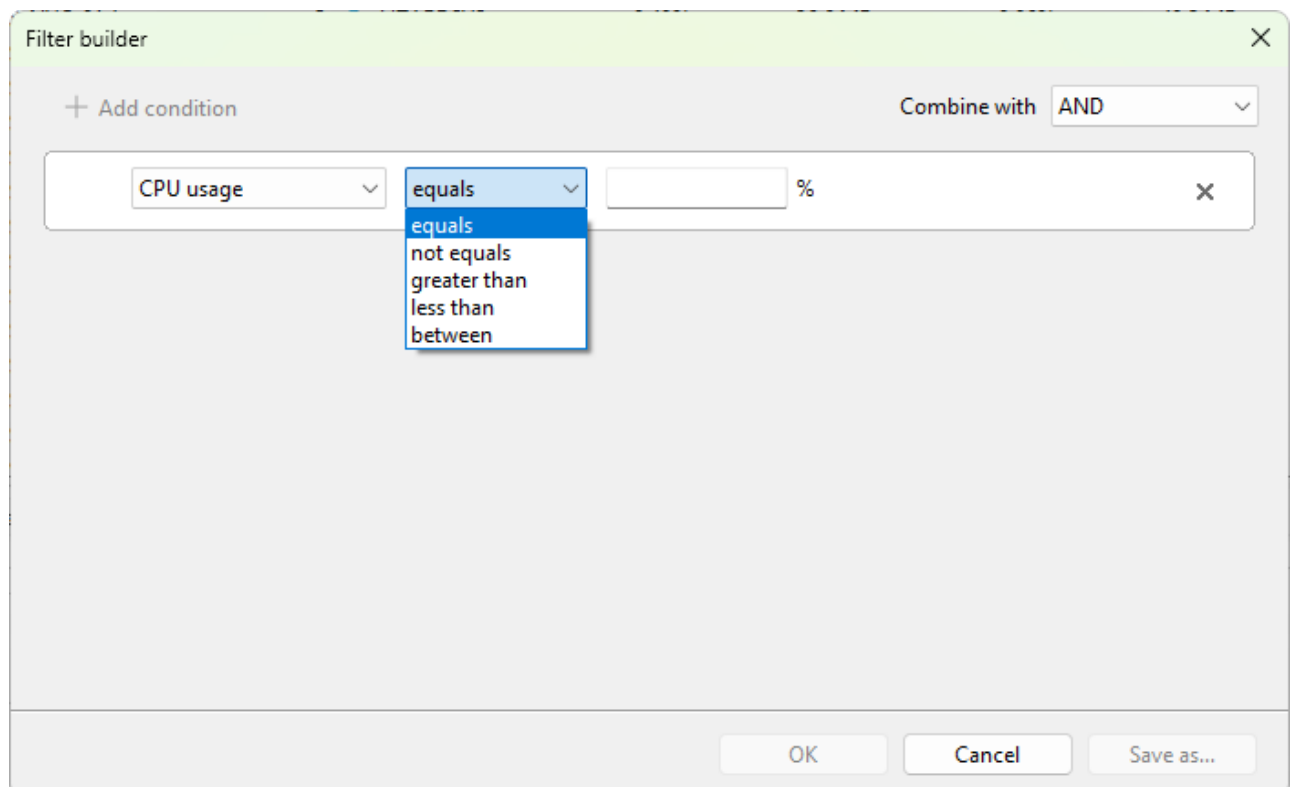 Filter builder
Add condition
Combine with AND
CPU usage equals %
equals
not equals
greater than
less than
between
OK Cancel Save as...